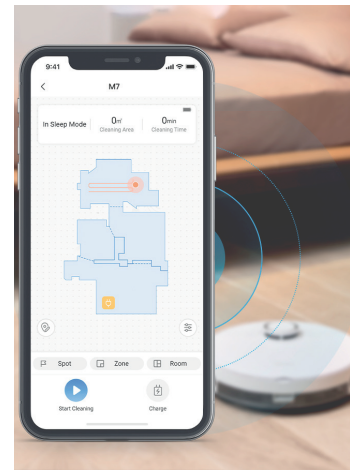 9:41
M7
In Sleep Mode
0㎡
Cleaning Area
0min
Cleaning Time
Spot
Zone
Room
Start Cleaning
Charge